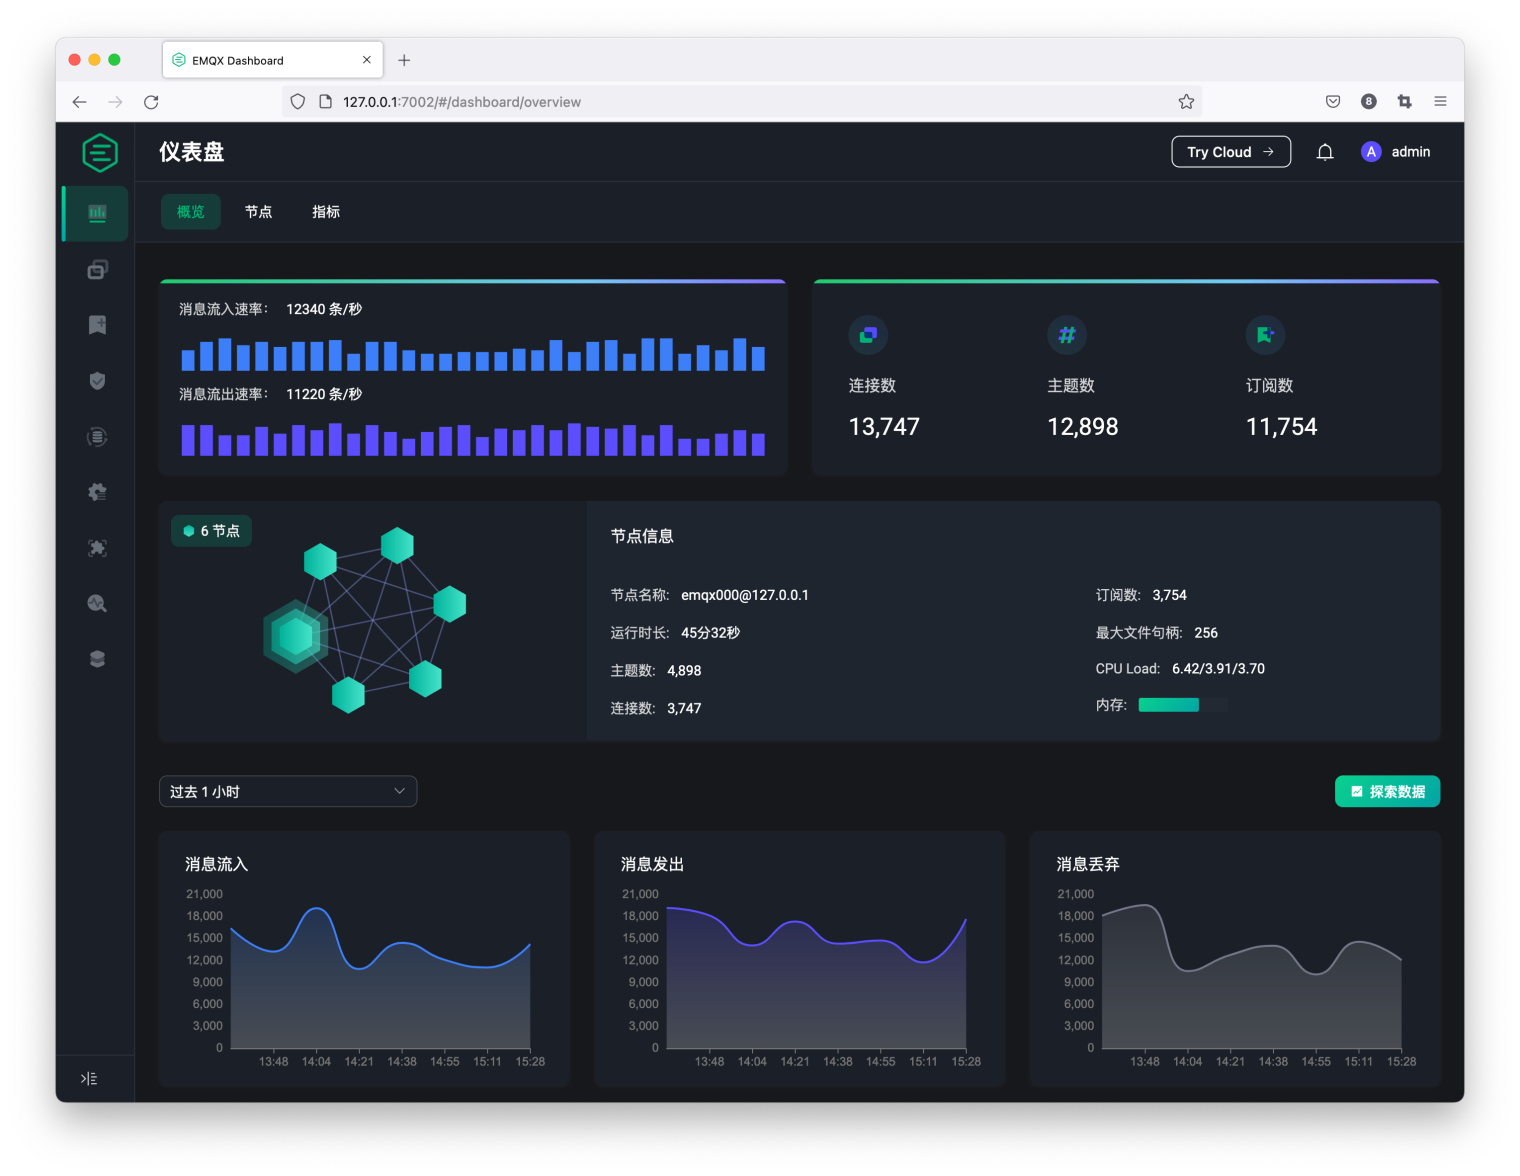 EMQX Dashboard
127.0.0.1:7002/#/dashboard/overview
8
仪表盘
Try Cloud
A
admin
概览
节点
指标
消息流入速率: 12340 条/秒
消息流出速率: 11220 条/秒
连接数
主题数
订阅数
13,747
12,898
11,754
6 节点
节点信息
节点名称: emqx000@127.0.0.1
订阅数: 3,754
运行时长: 45分32秒
最大文件句柄: 256
主题数: 4,898
CPU Load: 6.42/3.91/3.70
连接数: 3,747
内存:
过去 1 小时
探索数据
消息流入
21,000
18,000
15,000
12,000
9,000
6,000
3,000
0
13:48 14:04 14:21 14:38 14:55 15:11 15:28
消息发出
21,000
18,000
15,000
12,000
9,000
6,000
3,000
0
13:48 14:04 14:21 14:38 14:55 15:11 15:28
消息丢弃
21,000
18,000
15,000
12,000
9,000
6,000
3,000
0
13:48 14:04 14:21 14:38 14:55 15:11 15:28